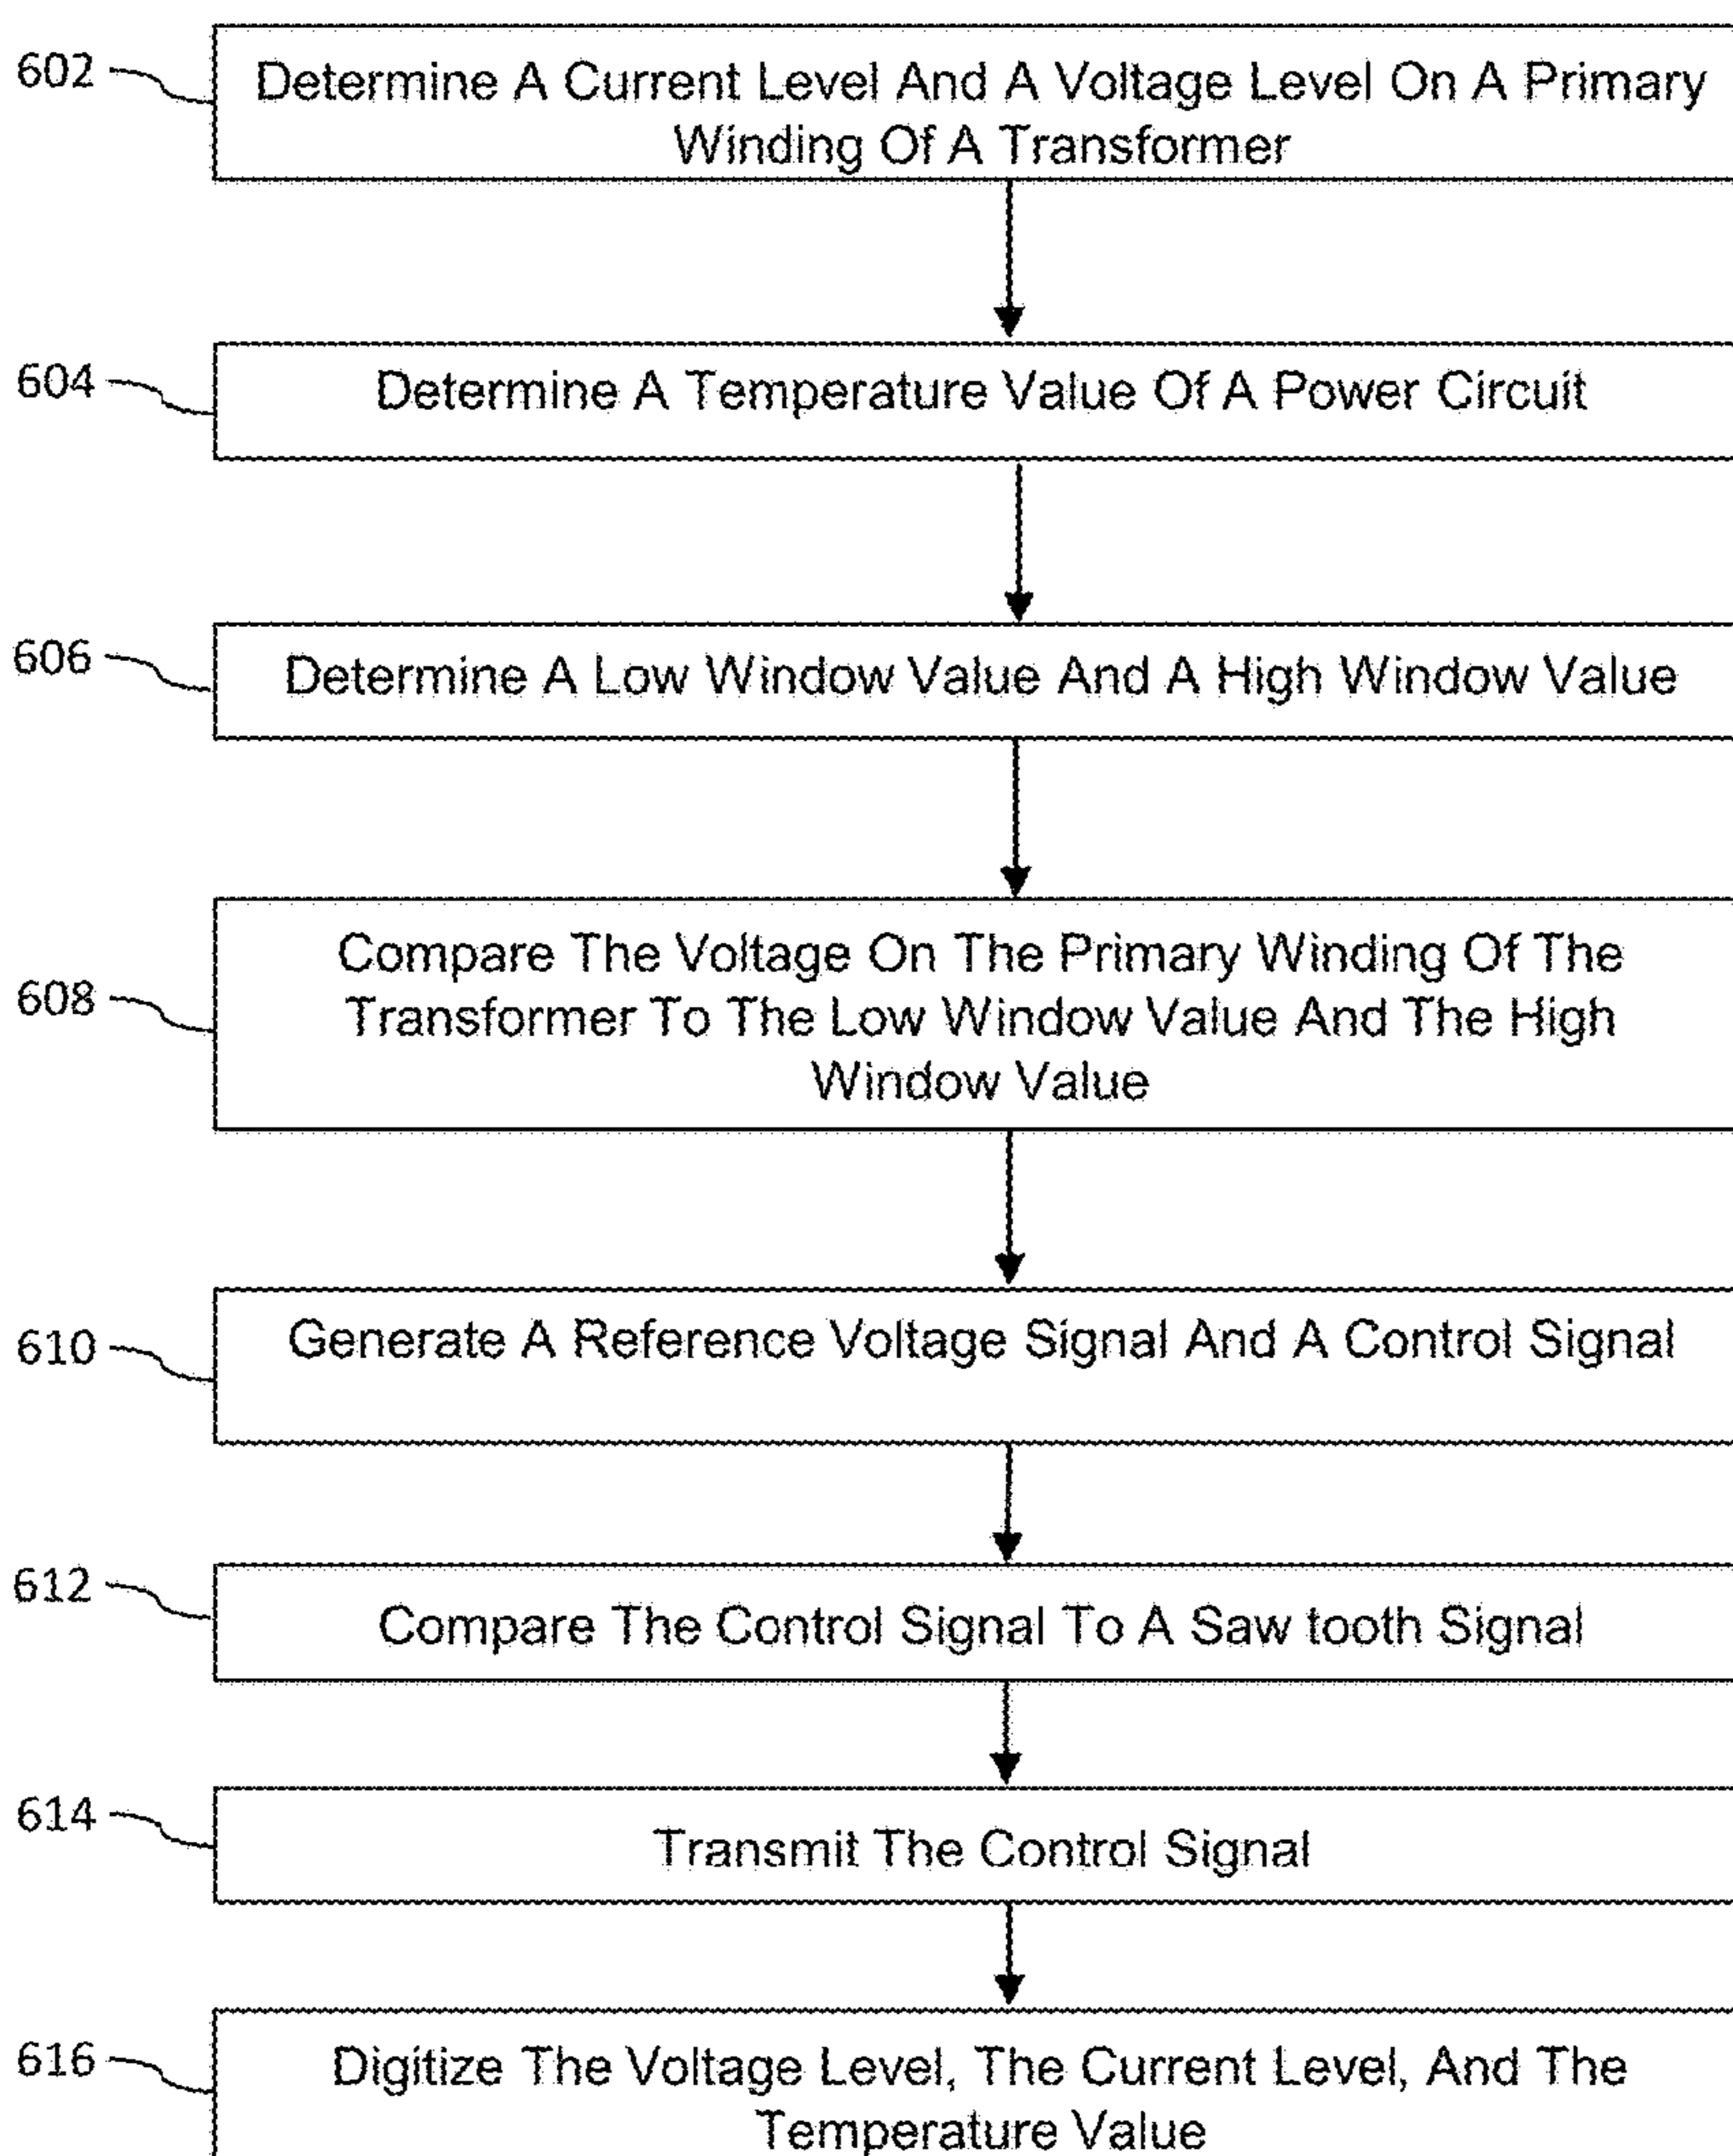 602
Determine A Current Level And A Voltage Level On A Primary
Winding Of A Transformer
604
Determine A Temperature Value Of A Power Circuit
606
Determine A Low Window Value And A High Window Value
608
Compare The Voltage On The Primary Winding Of The
Transformer To The Low Window Value And The High
Window Value
610
Generate A Reference Voltage Signal And A Control Signal
612
Compare The Control Signal To A Saw tooth Signal
614
Transmit The Control Signal
616
Digitize The Voltage Level, The Current Level, And The
Temperature Value